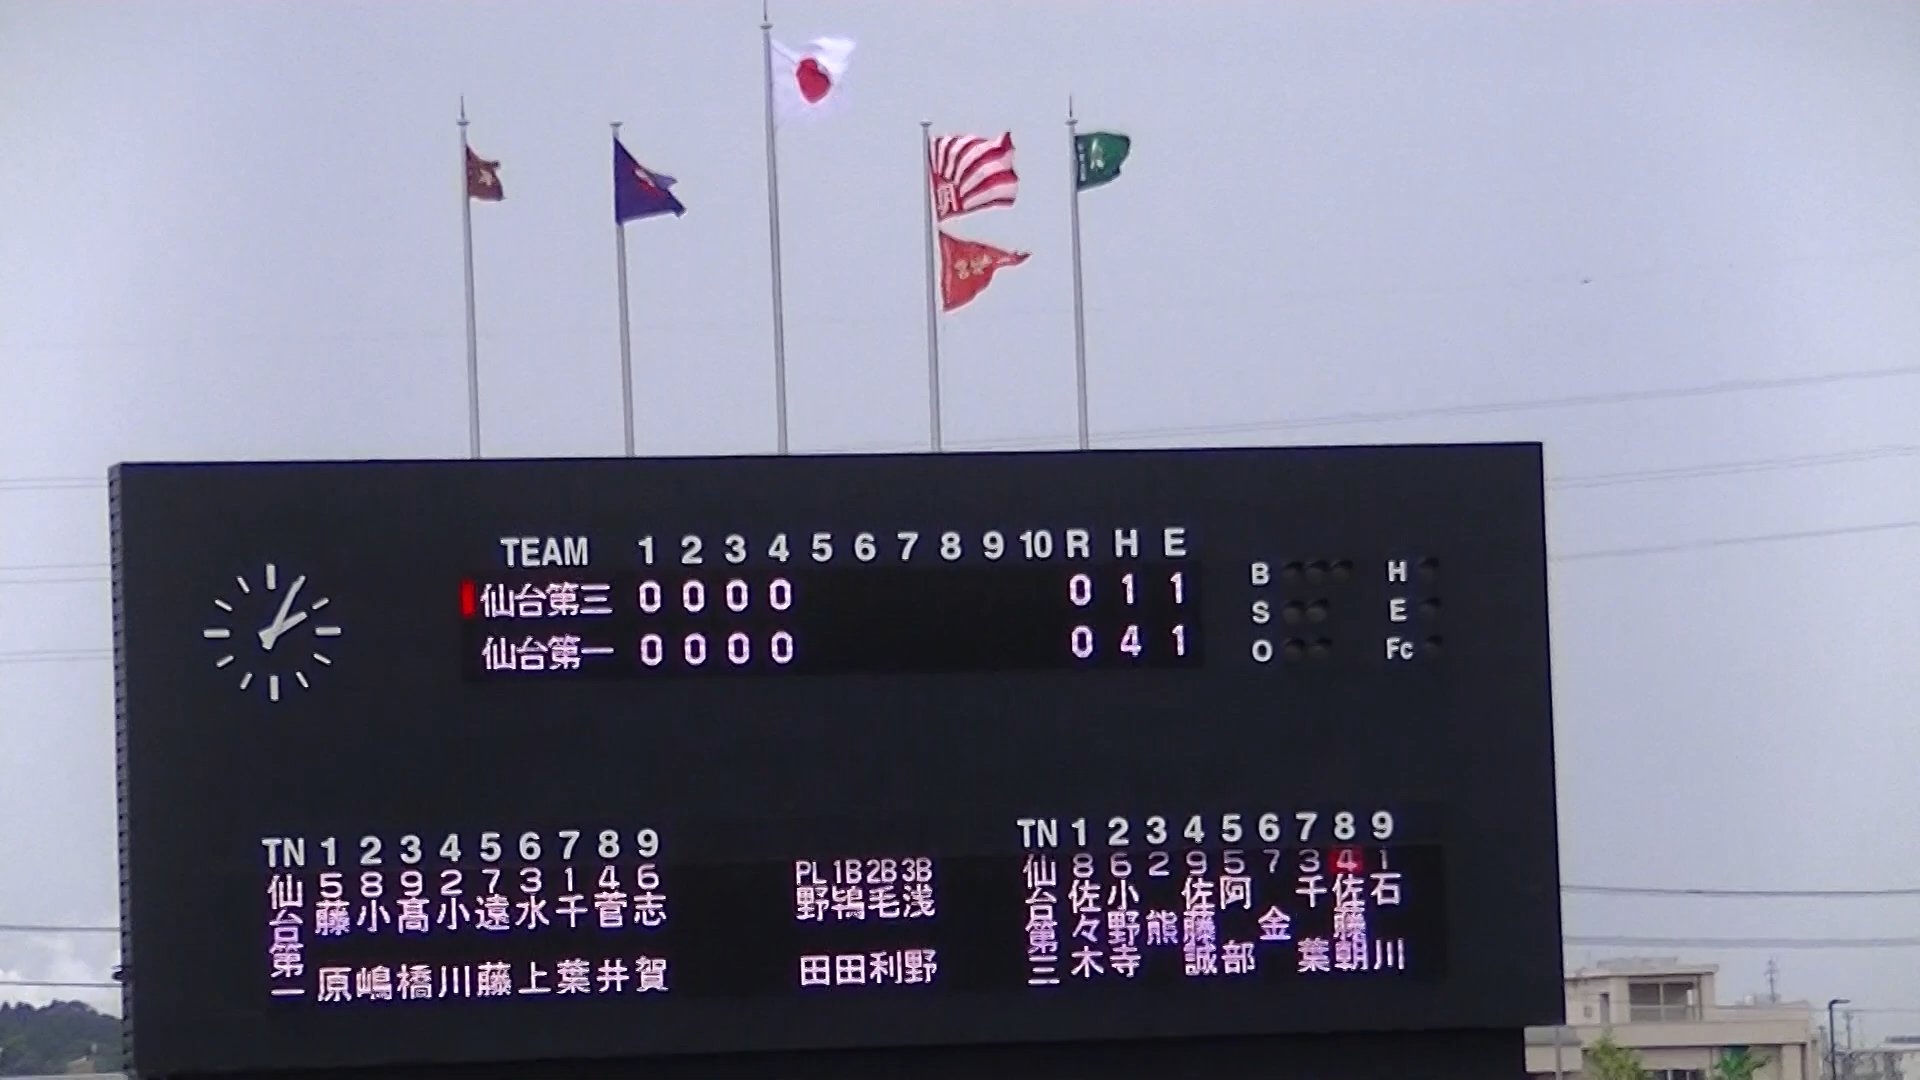 TEAM 1 2 3 4 5 6 7 8 9 10 R H E
仙台第三 0 0 0 0 0 1 1
仙台第一 0 0 0 0 0 4 1
B H
S E
O Fc
TN 1 2 3 4 5 6 7 8 9
仙台第一 5 8 9 2 7 3 1 4 6
藤原 小嶋 髙橋 小川 遠藤 水上 千葉 菅井 志賀
PL 1B 2B 3B
野田 鴇田 毛利 浅野
TN 1 2 3 4 5 6 7 8 9
仙台第三 8 6 2 9 5 7 3 4 1
佐々木 小野寺 熊 佐藤誠 阿部 金 千葉 佐藤朝 石川